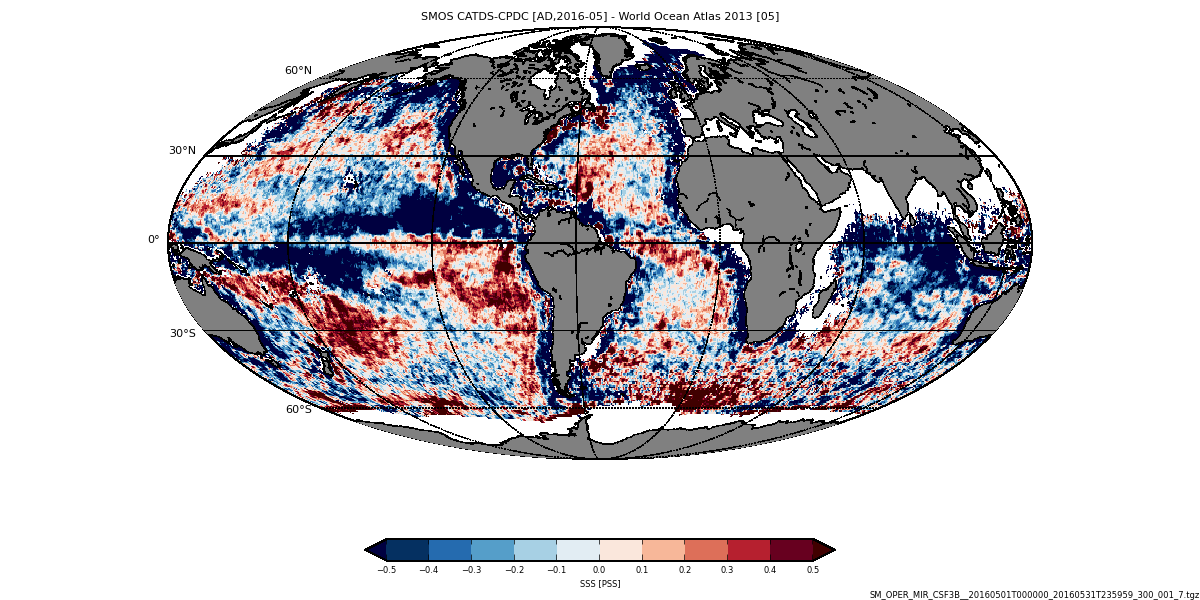 SMOS CATDS-CPDC [AD,2016-05] - World Ocean Atlas 2013 [05]
60°N
30°N
0°
30°S
60°S
−0.5 −0.4 −0.3 −0.2 −0.1 0.0 0.1 0.2 0.3 0.4 0.5
SSS [PSS]
SM_OPER_MIR_CSF3B__20160501T000000_20160531T235959_300_001_7.tgz